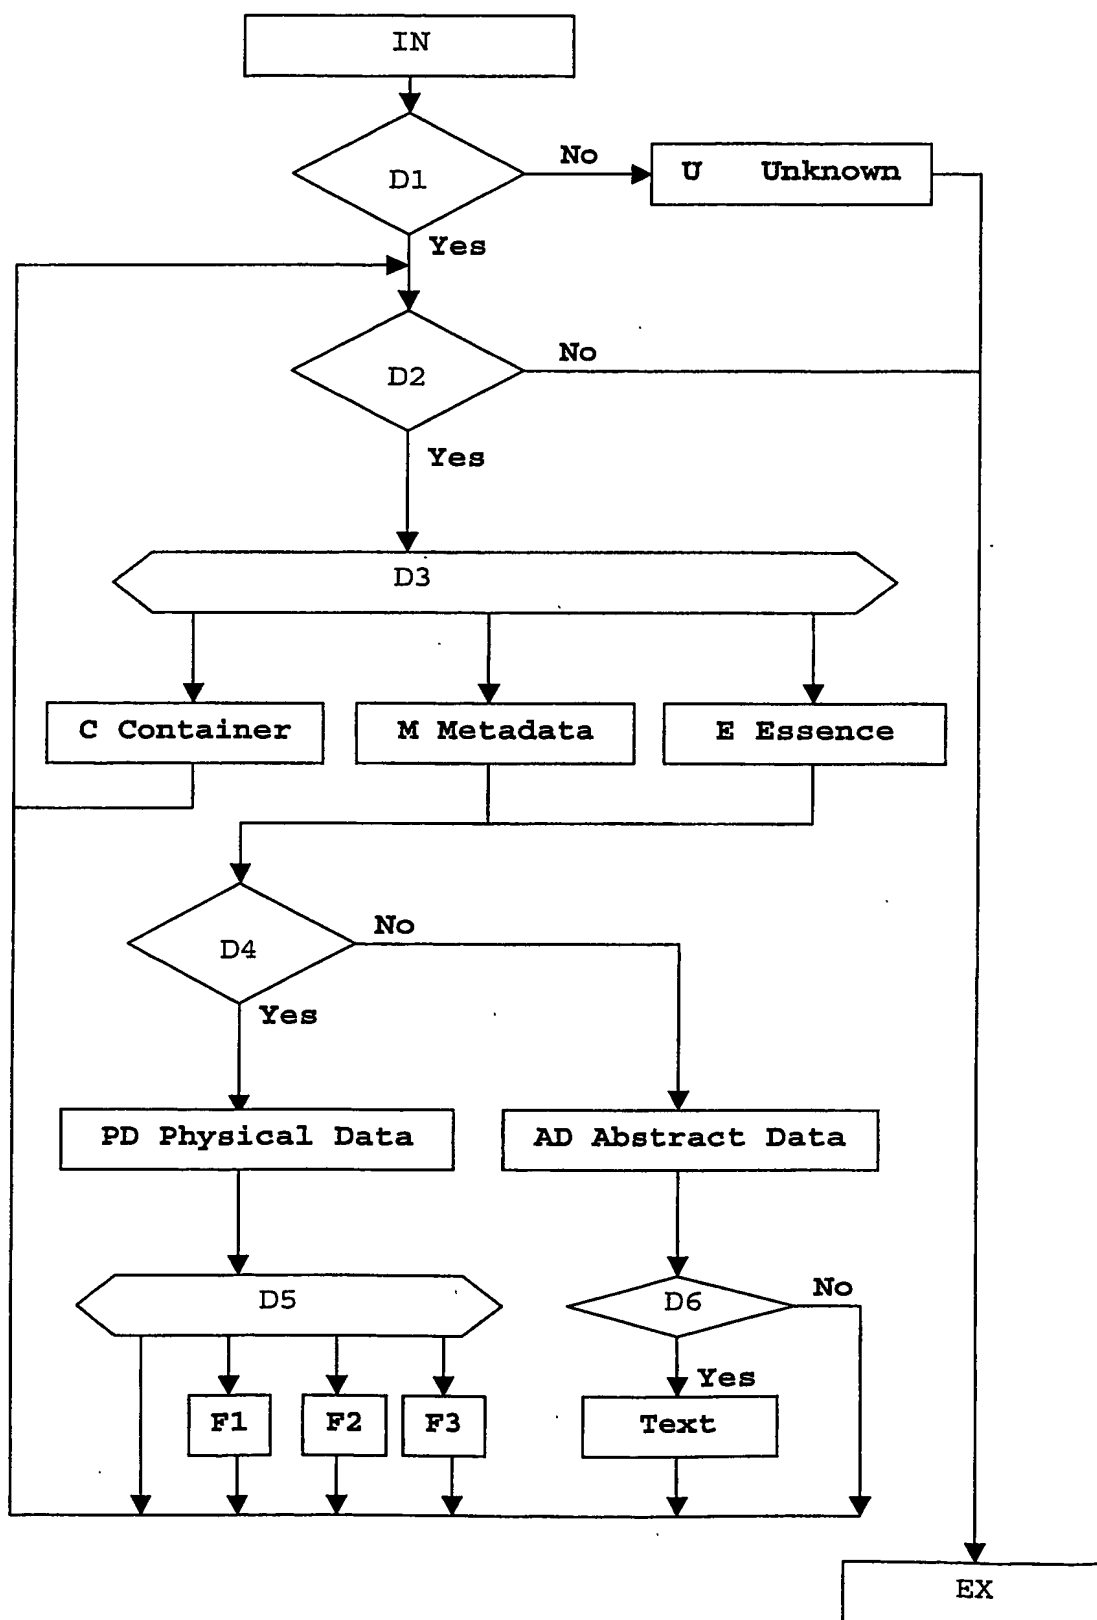 IN
D1
No
U Unknown
Yes
D2
No
Yes
D3
C Container
M Metadata
E Essence
D4
No
Yes
PD Physical Data
AD Abstract Data
D5
D6
No
Yes
F1
F2
F3
Text
EX